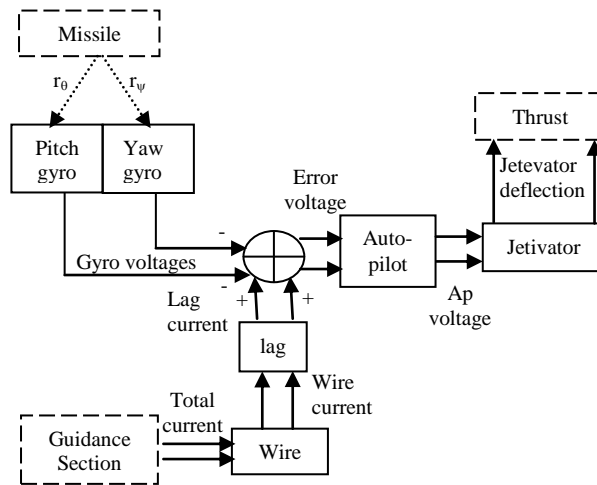 Missile
rθ
rψ
Pitch
gyro
Yaw
gyro
Thrust
Jetevator
deflection
Error
voltage
Auto-
pilot
Jetivator
-
Gyro voltages
-
Lag
current
+
+
Ap
voltage
lag
Wire
current
Total
current
Guidance
Section
Wire